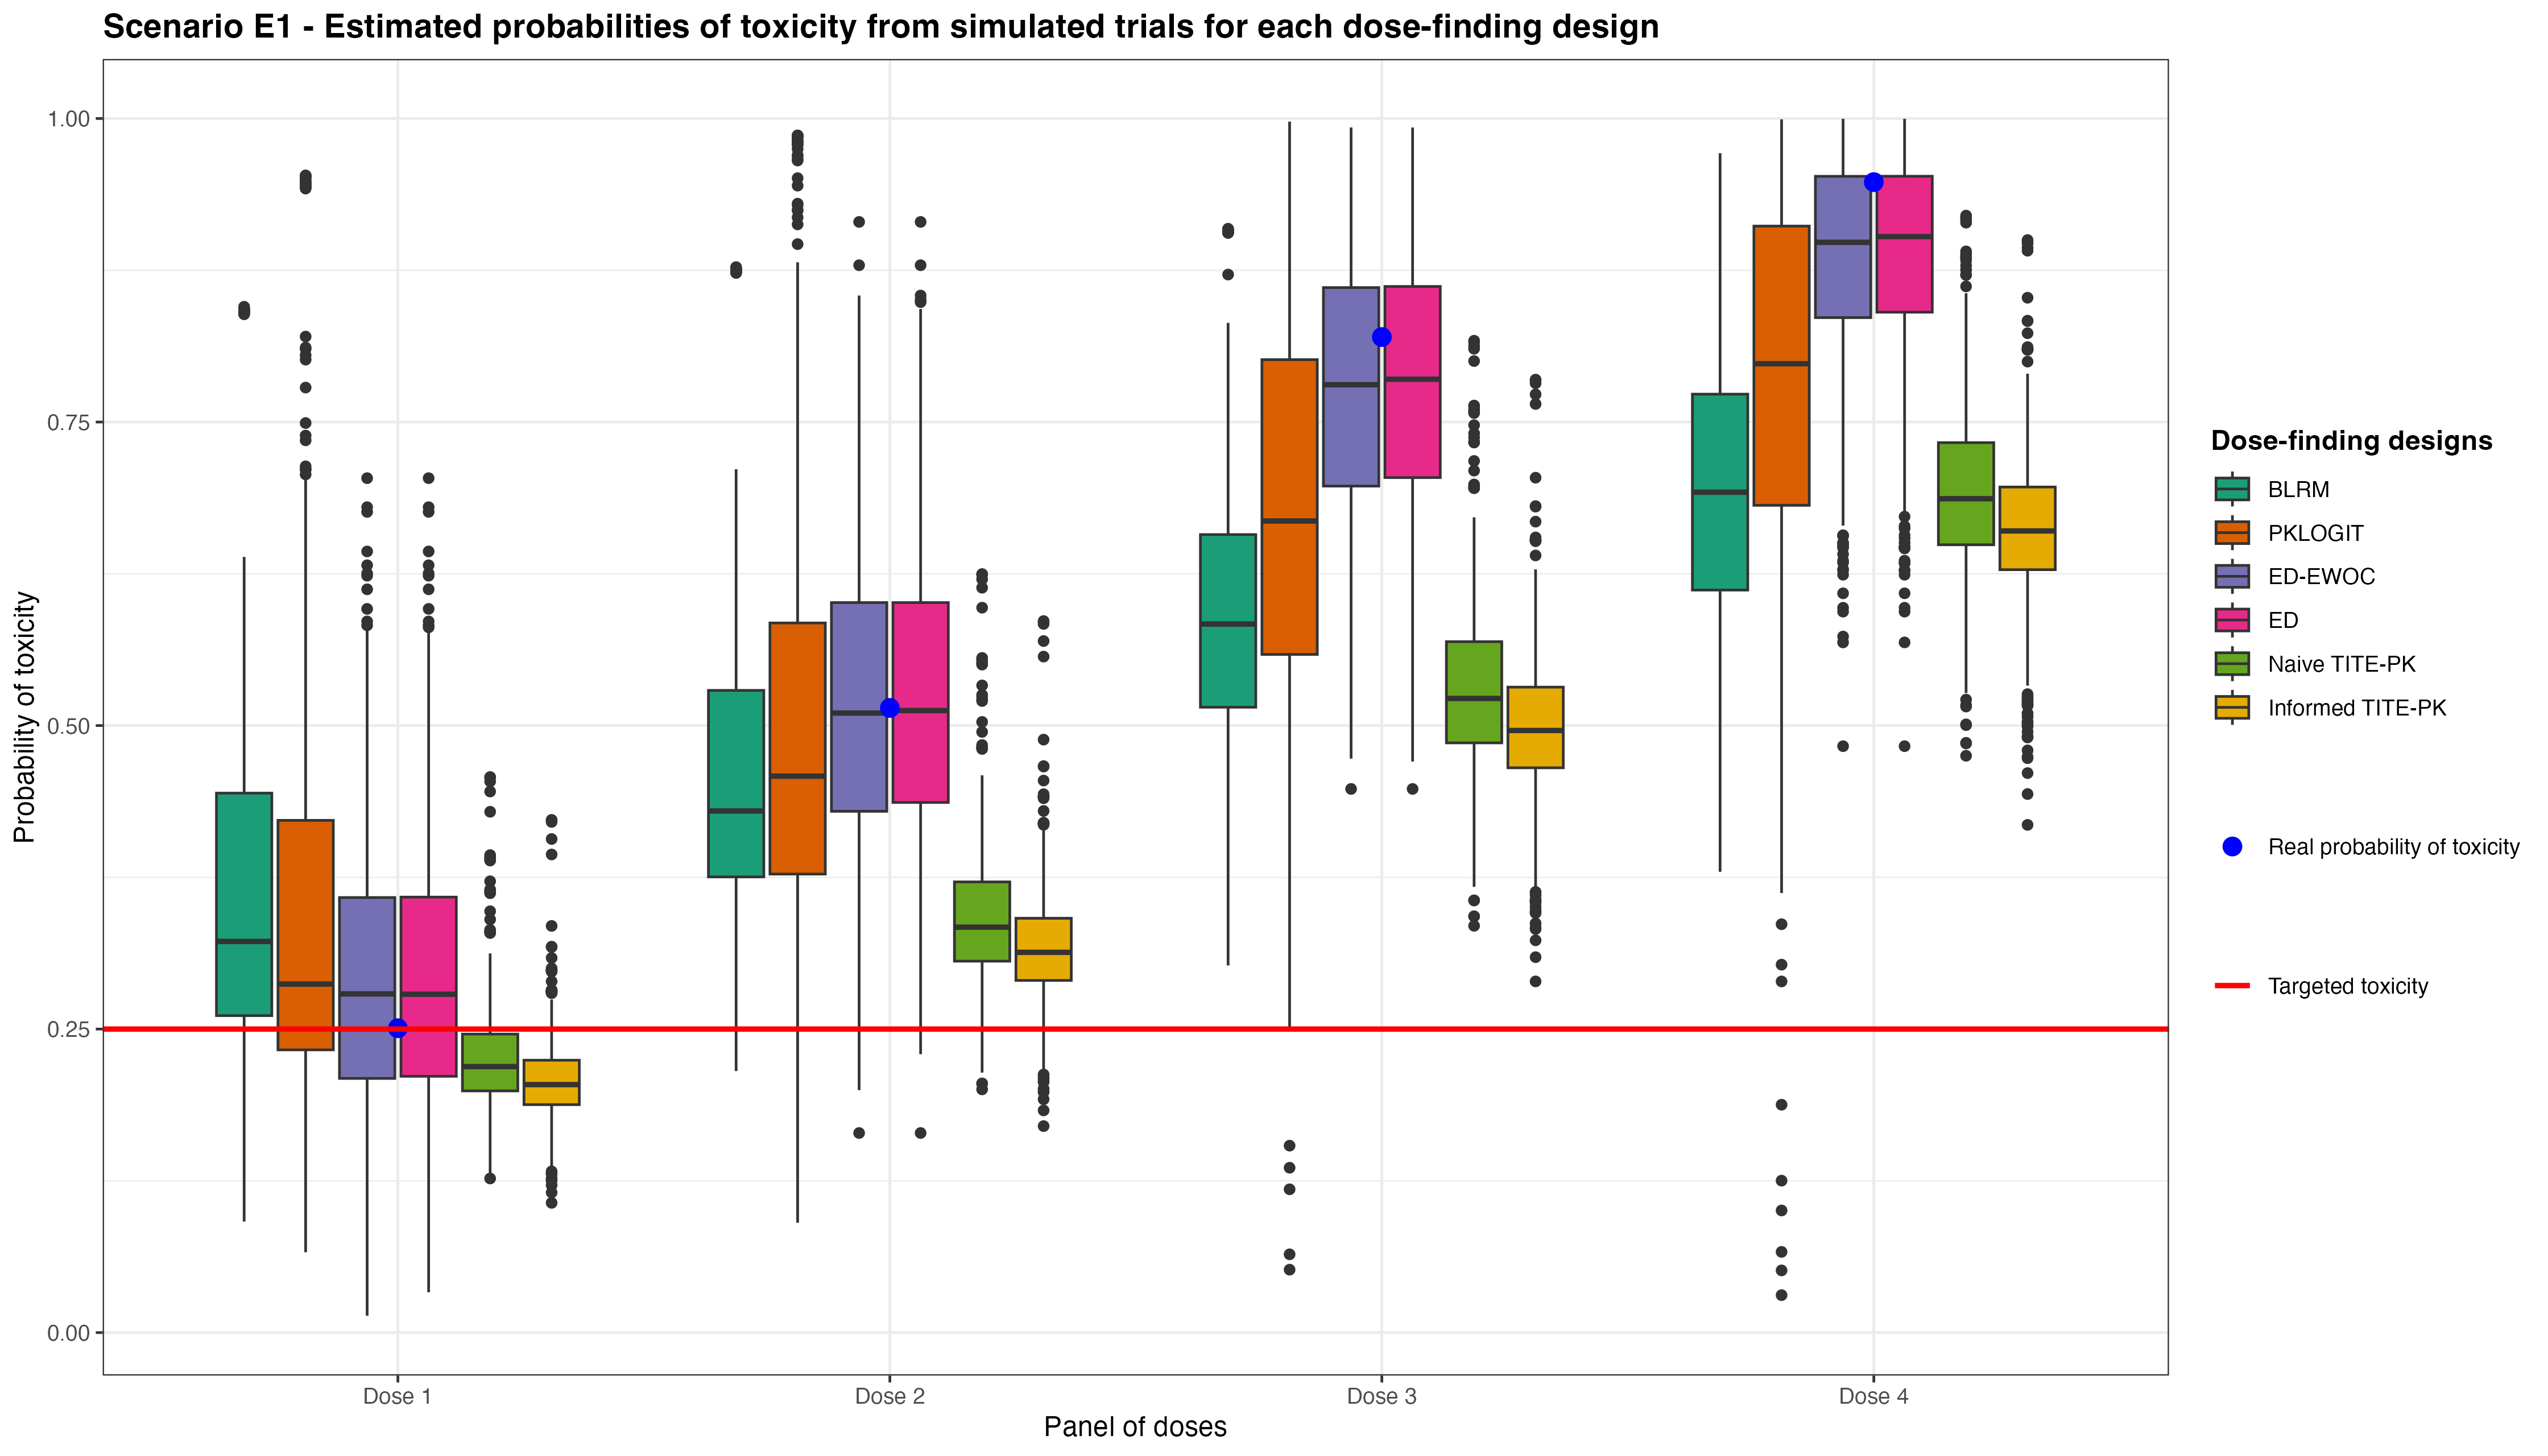 Scenario E1 - Estimated probabilities of toxicity from simulated trials for each dose-finding design
Probability of toxicity
1.00
0.75
0.50
0.25
0.00
Dose 1
Dose 2
Dose 3
Dose 4
Panel of doses
Dose-finding designs
BLRM
PKLOGIT
ED-EWOC
ED
Naive TITE-PK
Informed TITE-PK
Real probability of toxicity
Targeted toxicity